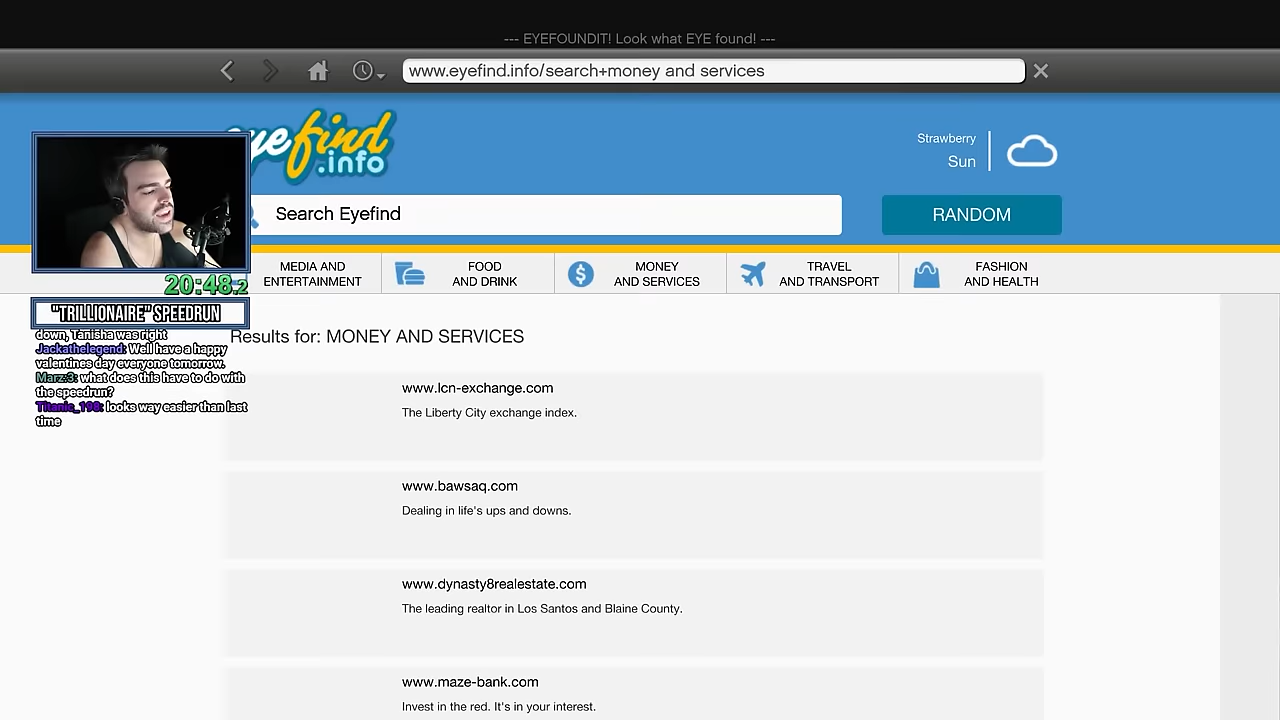 --- EYEFOUNDIT! Look what EYE found! ---
www.eyefind.info/search+money and services
eyefind
.info
Strawberry
Sun
Search Eyefind
RANDOM
MEDIA AND
ENTERTAINMENT
FOOD
AND DRINK
MONEY
AND SERVICES
TRAVEL
AND TRANSPORT
FASHION
AND HEALTH
20:48.2
"TRILLIONAIRE" SPEEDRUN
down, Tanisha was right
Jackathelegend: Well have a happy
valentines day everyone tomorrow.
Marz:3: what does this have to do with
the speedrun?
Titanic_198: looks way easier than last
time
Results for: MONEY AND SERVICES
www.lcn-exchange.com
The Liberty City exchange index.
www.bawsaq.com
Dealing in life's ups and downs.
www.dynasty8realestate.com
The leading realtor in Los Santos and Blaine County.
www.maze-bank.com
Invest in the red. It's in your interest.